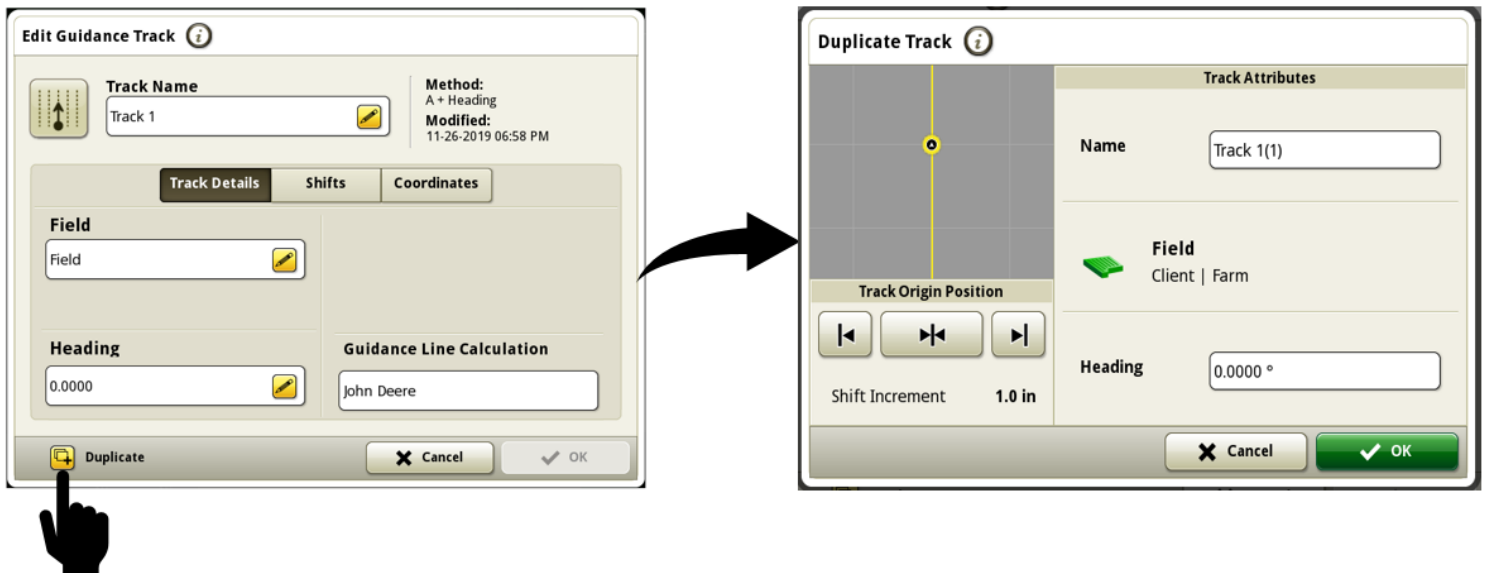 Edit Guidance Track
Track Name
Track 1
Method:
A + Heading
Modified:
11-26-2019 06:58 PM
Track Details
Shifts
Coordinates
Field
Field
Heading
0.0000
Guidance Line Calculation
John Deere
Duplicate
Cancel
OK
Duplicate Track
Track Origin Position
Shift Increment 1.0 in
Track Attributes
Name
Track 1(1)
Field
Client | Farm
Heading
0.0000 °
Cancel
OK